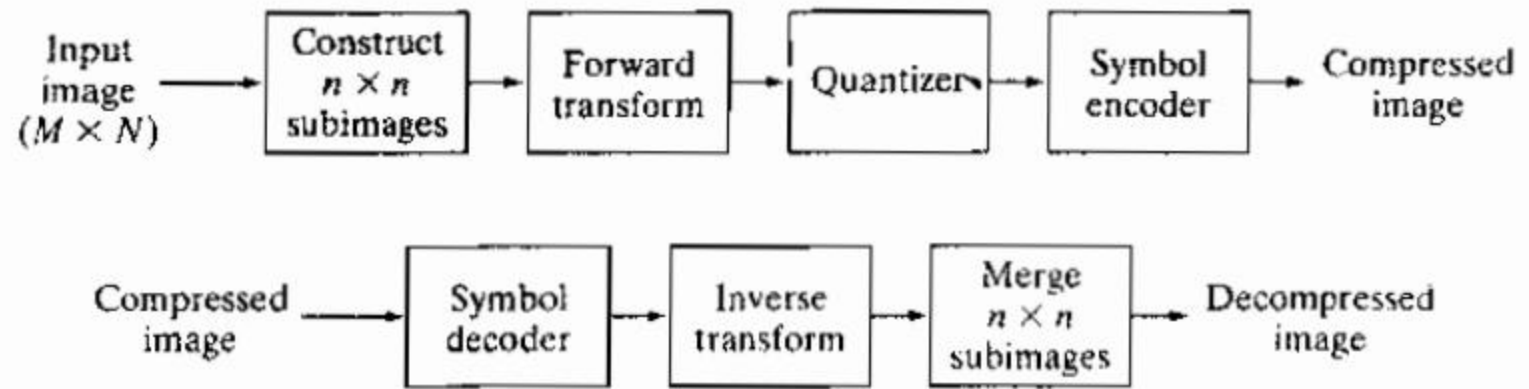 Input
image
(M × N)
Construct
n × n
subimages
Forward
transform
Quantizer
Symbol
encoder
Compressed
image
Compressed
image
Symbol
decoder
Inverse
transform
Merge
n × n
subimages
Decompressed
image